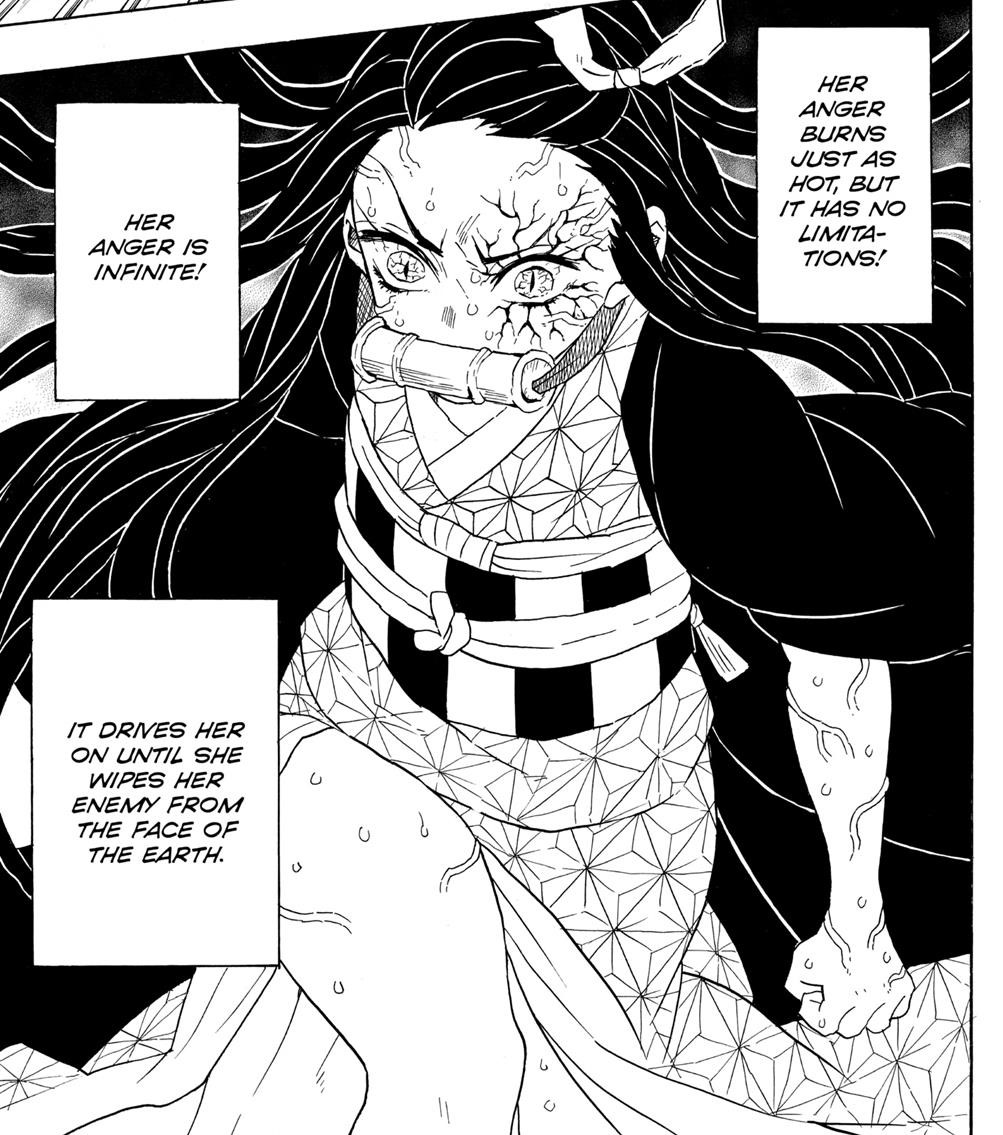 HER
ANGER
BURNS
JUST AS
HOT, BUT
IT HAS NO
LIMITA-
TIONS!
HER
ANGER IS
INFINITE!
IT DRIVES HER
ON UNTIL SHE
WIPES HER
ENEMY FROM
THE FACE OF
THE EARTH.